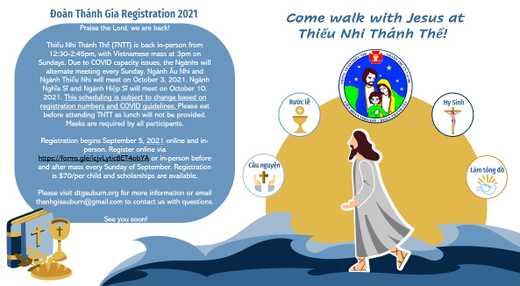 Đoàn Thánh Gia Registration 2021
Praise the Lord, we are back!
Thiếu Nhi Thánh Thể (TNTT) is back in-person from
12:30-2:45pm, with Vietnamese mass at 3pm on
Sundays. Due to COVID capacity issues, the Ngành​s will
alternate meeting every Sunday. Ngành Ấu Nhi and
Ngành Thiếu Nhi will meet on October 3, 2021. Ngành
Nghĩa Sĩ and Ngành Hiệp Sĩ will meet on October 10,
2021. This scheduling is subject to change based on
registration numbers and COVID guidelines. Please eat
before attending TNTT as lunch will not be provided.
Masks are required by all participants.
Registration begins September 5, 2021 online and in-
person. Register online via
or in-person before
and after mass every Sunday of September. Registration
is $70/per child and scholarships are available.
Please visit dtgauburn.org for more information or email
thanhgiaauburn@gmail.com to contact us with questions.
See you soon!
Come walk with Jesus at
Thiếu Nhi Thánh Thể!
Rước lễ
Hy Sinh
Cầu nguyện
Làm tông đồ